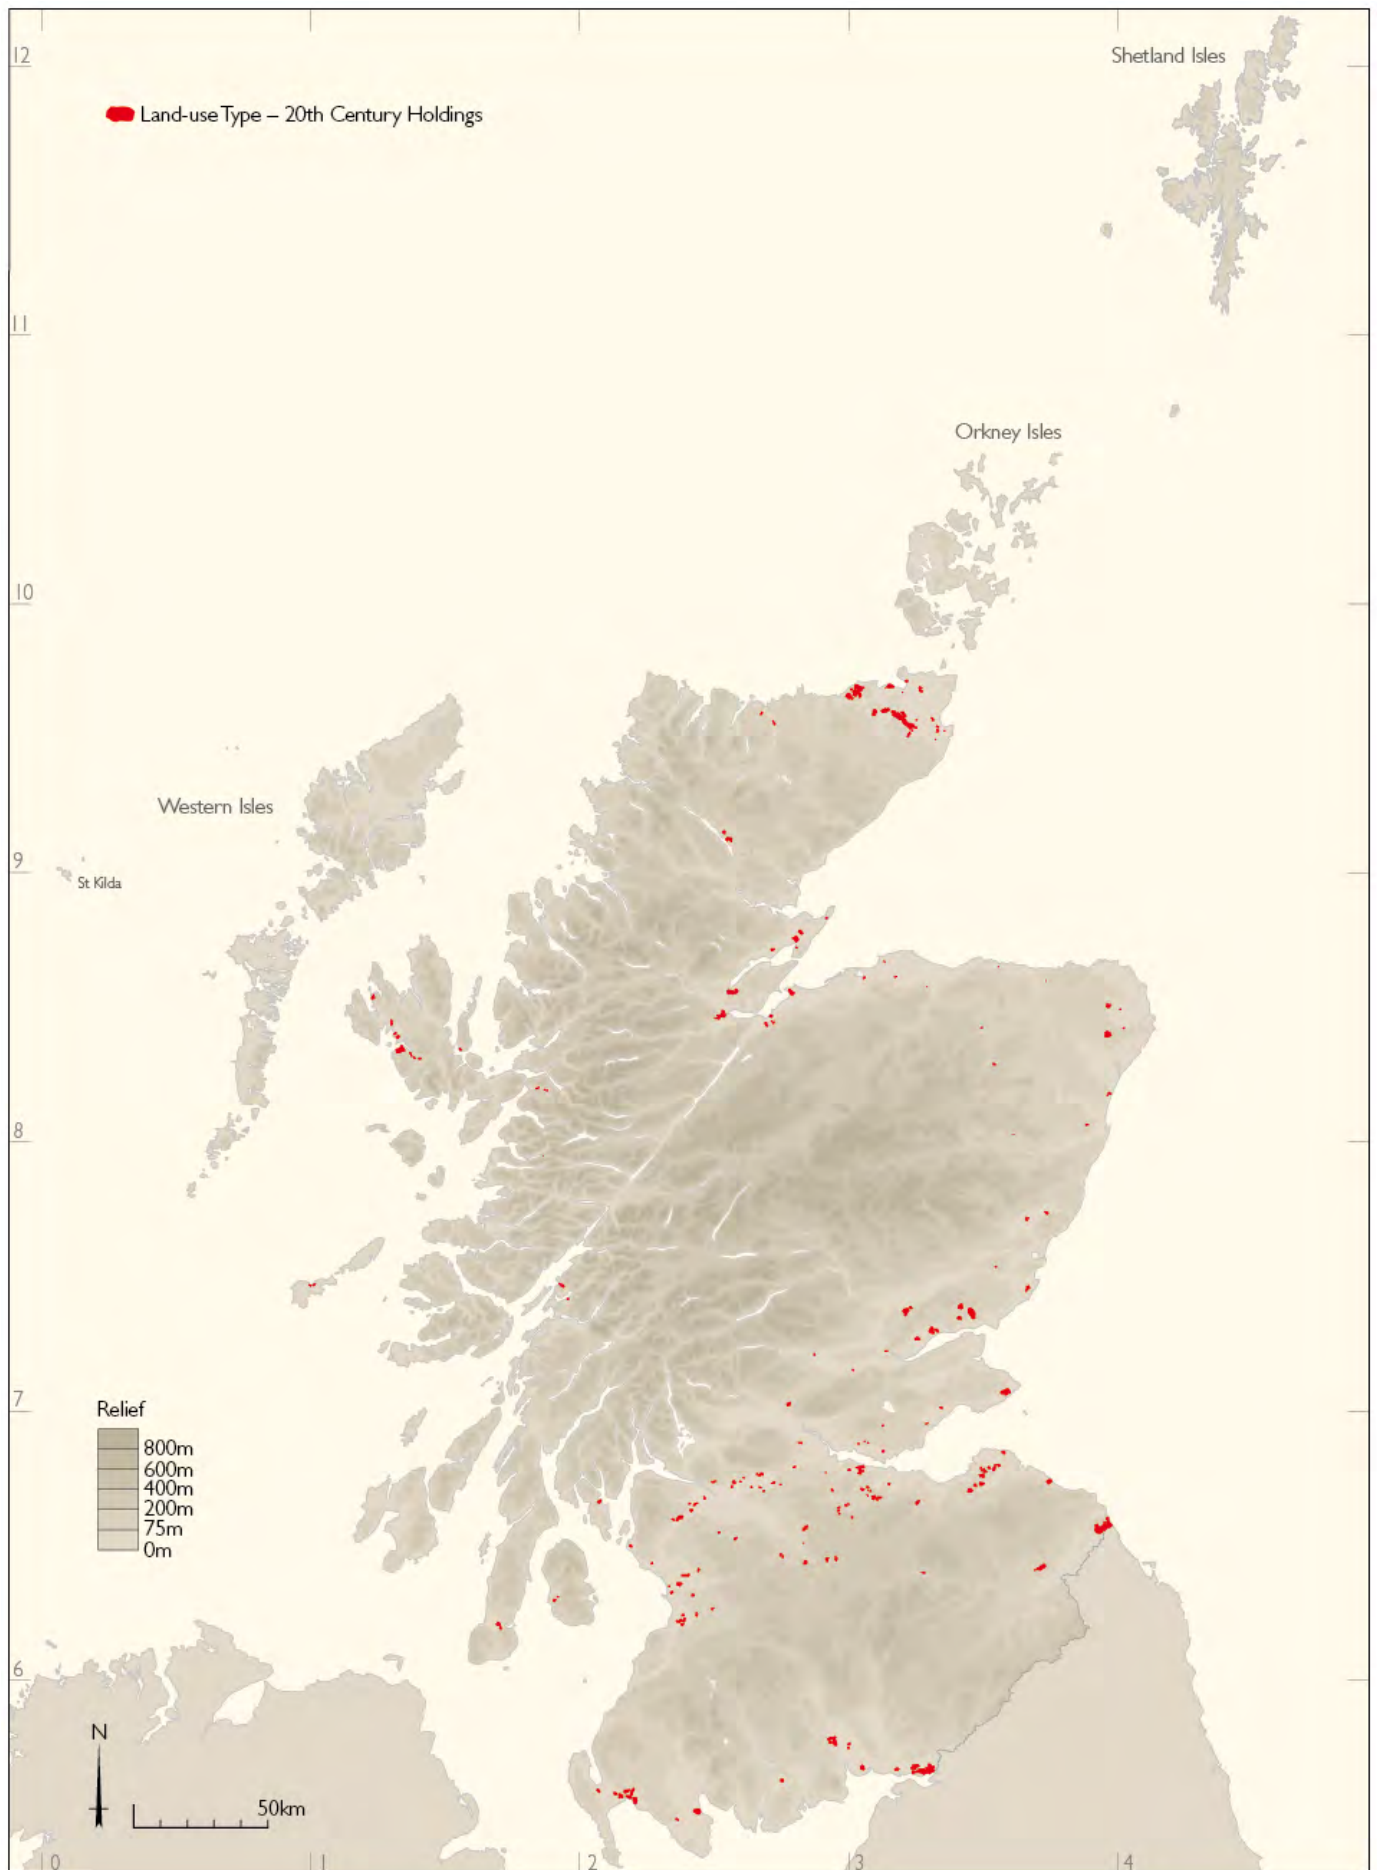 12
Shetland Isles
Land-use Type – 20th Century Holdings
11
Orkney Isles
10
Western Isles
9
St Kilda
8
7
Relief
800m
600m
400m
200m
75m
0m
6
N
50km
0
1
2
3
4